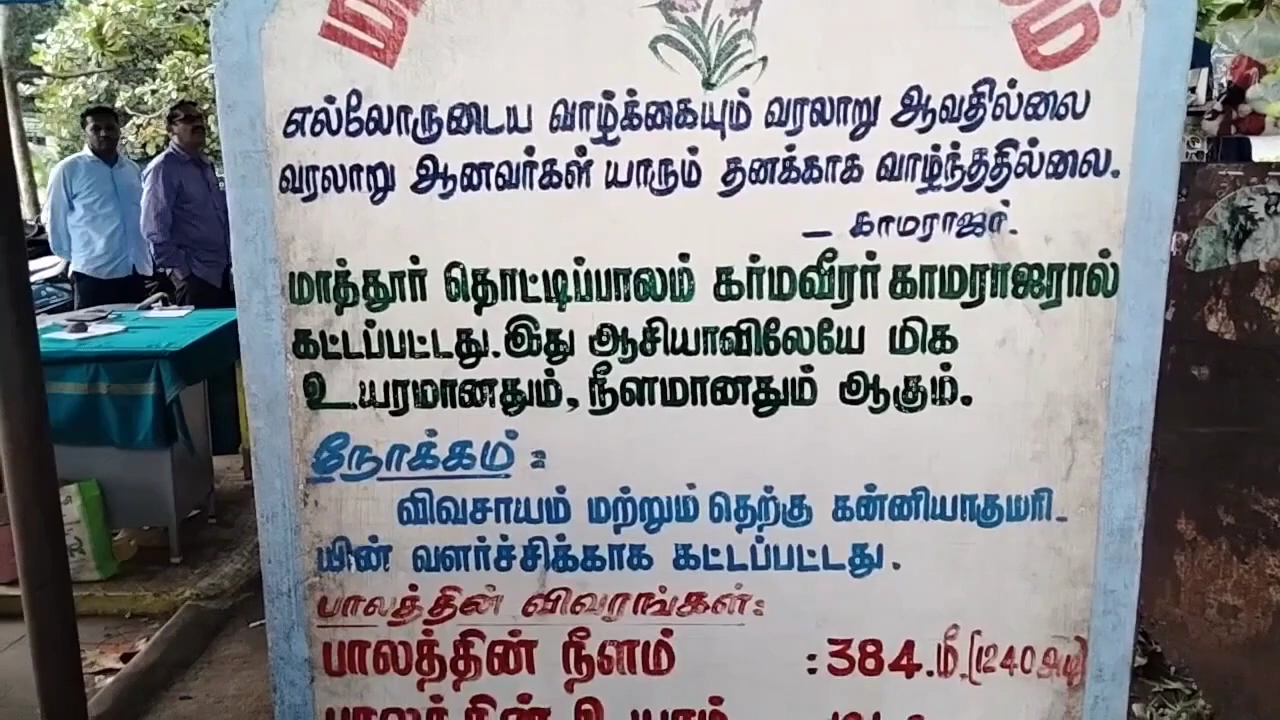 எல்லோருடைய வாழ்க்கையும் வரலாறு ஆவதில்லை
வரலாறு ஆனவர்கள் யாரும் தனக்காக வாழ்ந்ததில்லை.
– காமராஜர்.
மாத்தூர் தொட்டிப்பாலம் கர்மவீரர் காமராஜரால்
கட்டப்பட்டது. இது ஆசியாவிலேயே மிக
உயரமானதும், நீளமானதும் ஆகும்.
நோக்கம் :
விவசாயம் மற்றும் தெற்கு கன்னியாகுமரி-
யின் வளர்ச்சிக்காக கட்டப்பட்டது.
பாலத்தின் விவரங்கள்:
பாலத்தின் நீளம் : 384.மீ.(1240 அடி)
பாலத்தின் உயரம்